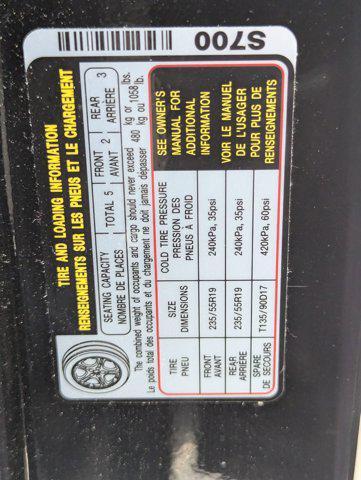 TIRE AND LOADING INFORMATION
RENSEIGNEMENTS SUR LES PNEUS ET LE CHARGEMENT
S700
SEATING CAPACITY
NOMBRE DE PLACES
TOTAL 5
FRONT 2
AVANT
REAR 3
ARRIÈRE
The combined weight of occupants and cargo should never exceed 480 kg or 1058 lbs.
Le poids total des occupants et du chargement ne doit jamais dépasser 480 kg ou lb.
TIRE
PNEU
SIZE
DIMENSIONS
COLD TIRE PRESSURE
PRESSION DES
PNEUS À FROID
FRONT
AVANT
235/55R19
240kPa, 35psi
REAR
ARRIÈRE
235/55R19
240kPa, 35psi
SPARE
DE SECOURS
T135/90D17
420kPa, 60psi
SEE OWNER'S
MANUAL FOR
ADDITIONAL
INFORMATION
VOIR LE MANUEL
DE L'USAGER
POUR PLUS DE
RENSEIGNEMENTS